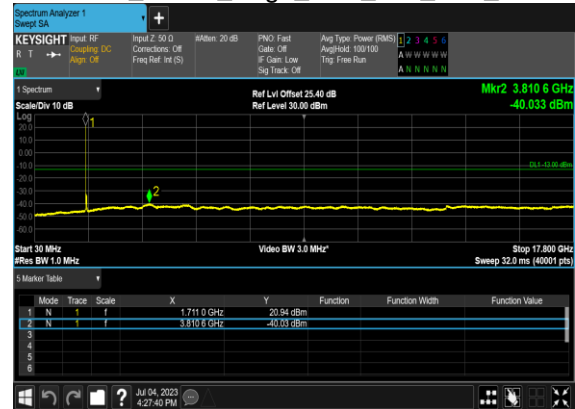 Spectrum Analyzer 1
Swept SA
+
KEYSIGHT Input: RF
R T
Coupling: DC
Align: Off
LVI
Input Z: 50 Ω
Corrections: Off
Freq Ref: Int (S)
#Atten: 20 dB
PNO: Fast
Gate: Off
IF Gain: Low
Sig Track: Off
Avg Type: Power (RMS)
Avg|Hold: 100/100
Trig: Free Run
1 2 3 4 5 6
A W W W W W
A N N N N N
1 Spectrum
Scale/Div 10 dB
Ref Lvl Offset 25.40 dB
Ref Level 30.00 dBm
Mkr2 3.810 6 GHz
-40.033 dBm
Log
20.0
10.0
0.00
-10.0
-20.0
-30.0
-40.0
-50.0
-60.0
1
2
DL1 -13.00 dBm
Start 30 MHz
#Res BW 1.0 MHz
Video BW 3.0 MHz*
Stop 17.800 GHz
Sweep 32.0 ms (40001 pts)
5 Marker Table
Mode Trace Scale X Y Function Function Width Function Value
1 N 1 f 1.711 0 GHz 20.94 dBm
2 N 1 f 3.810 6 GHz -40.03 dBm
3
4
5
6
?
Jul 04, 2023
4:27:40 PM